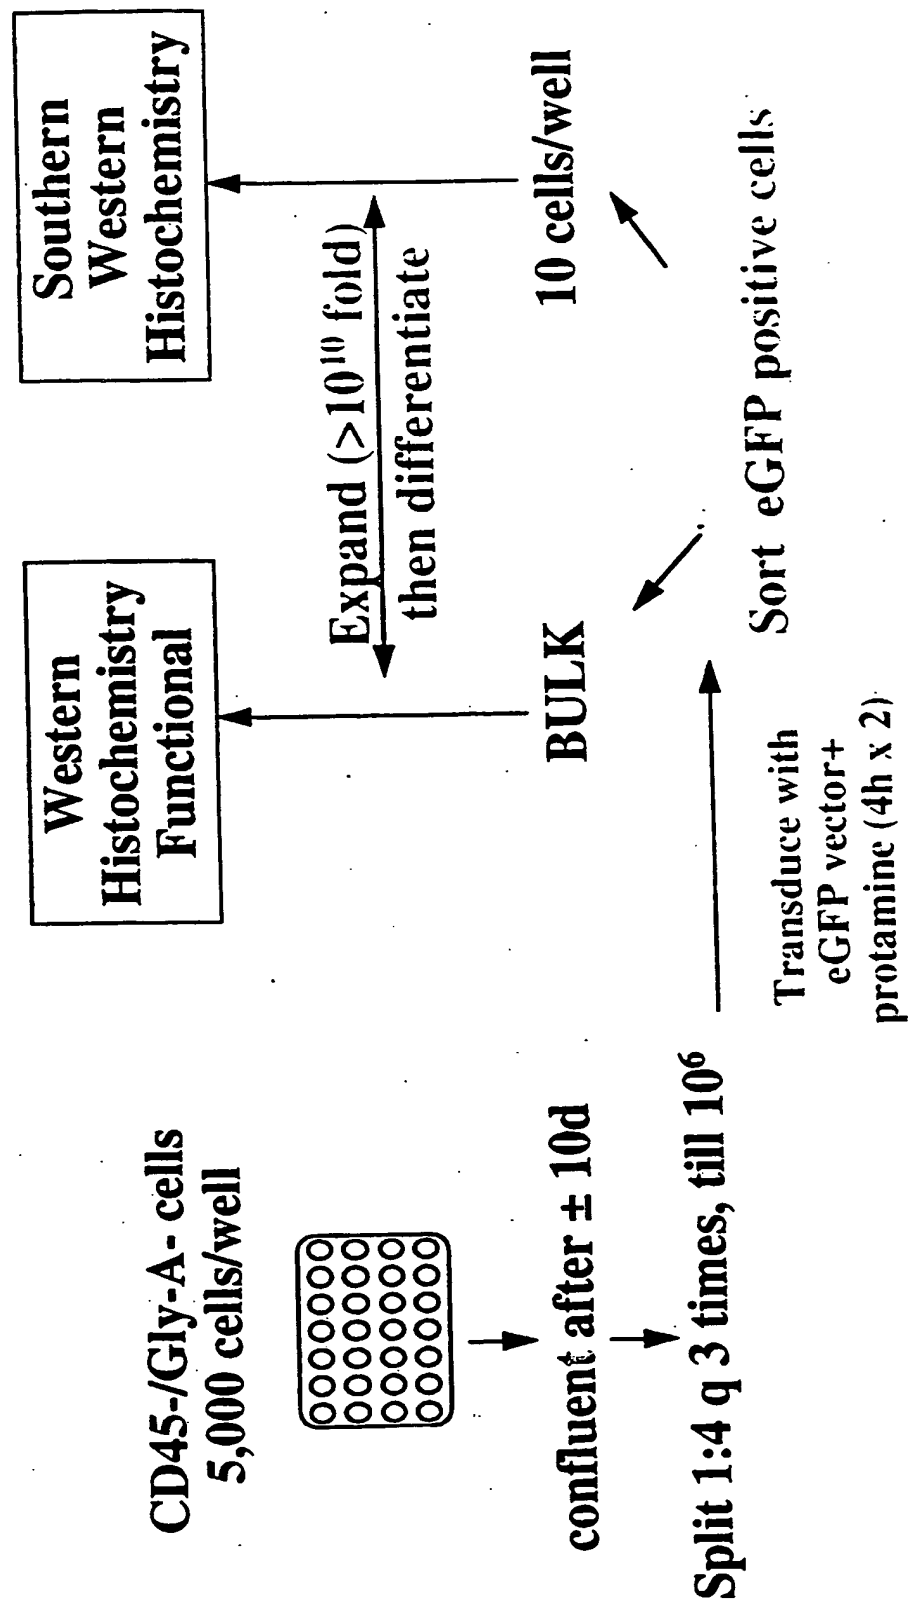 CD45-/Gly-A- cells
5,000 cells/well
confluent after ± 10d
Split 1:4 q 3 times, till 10⁶
Transduce with
eGFP vector+
protamine (4h x 2)
Sort eGFP positive cells
BULK
10 cells/well
Expand (>10¹⁰ fold)
then differentiate
Western
Histochemistry
Functional
Southern
Western
Histochemistry